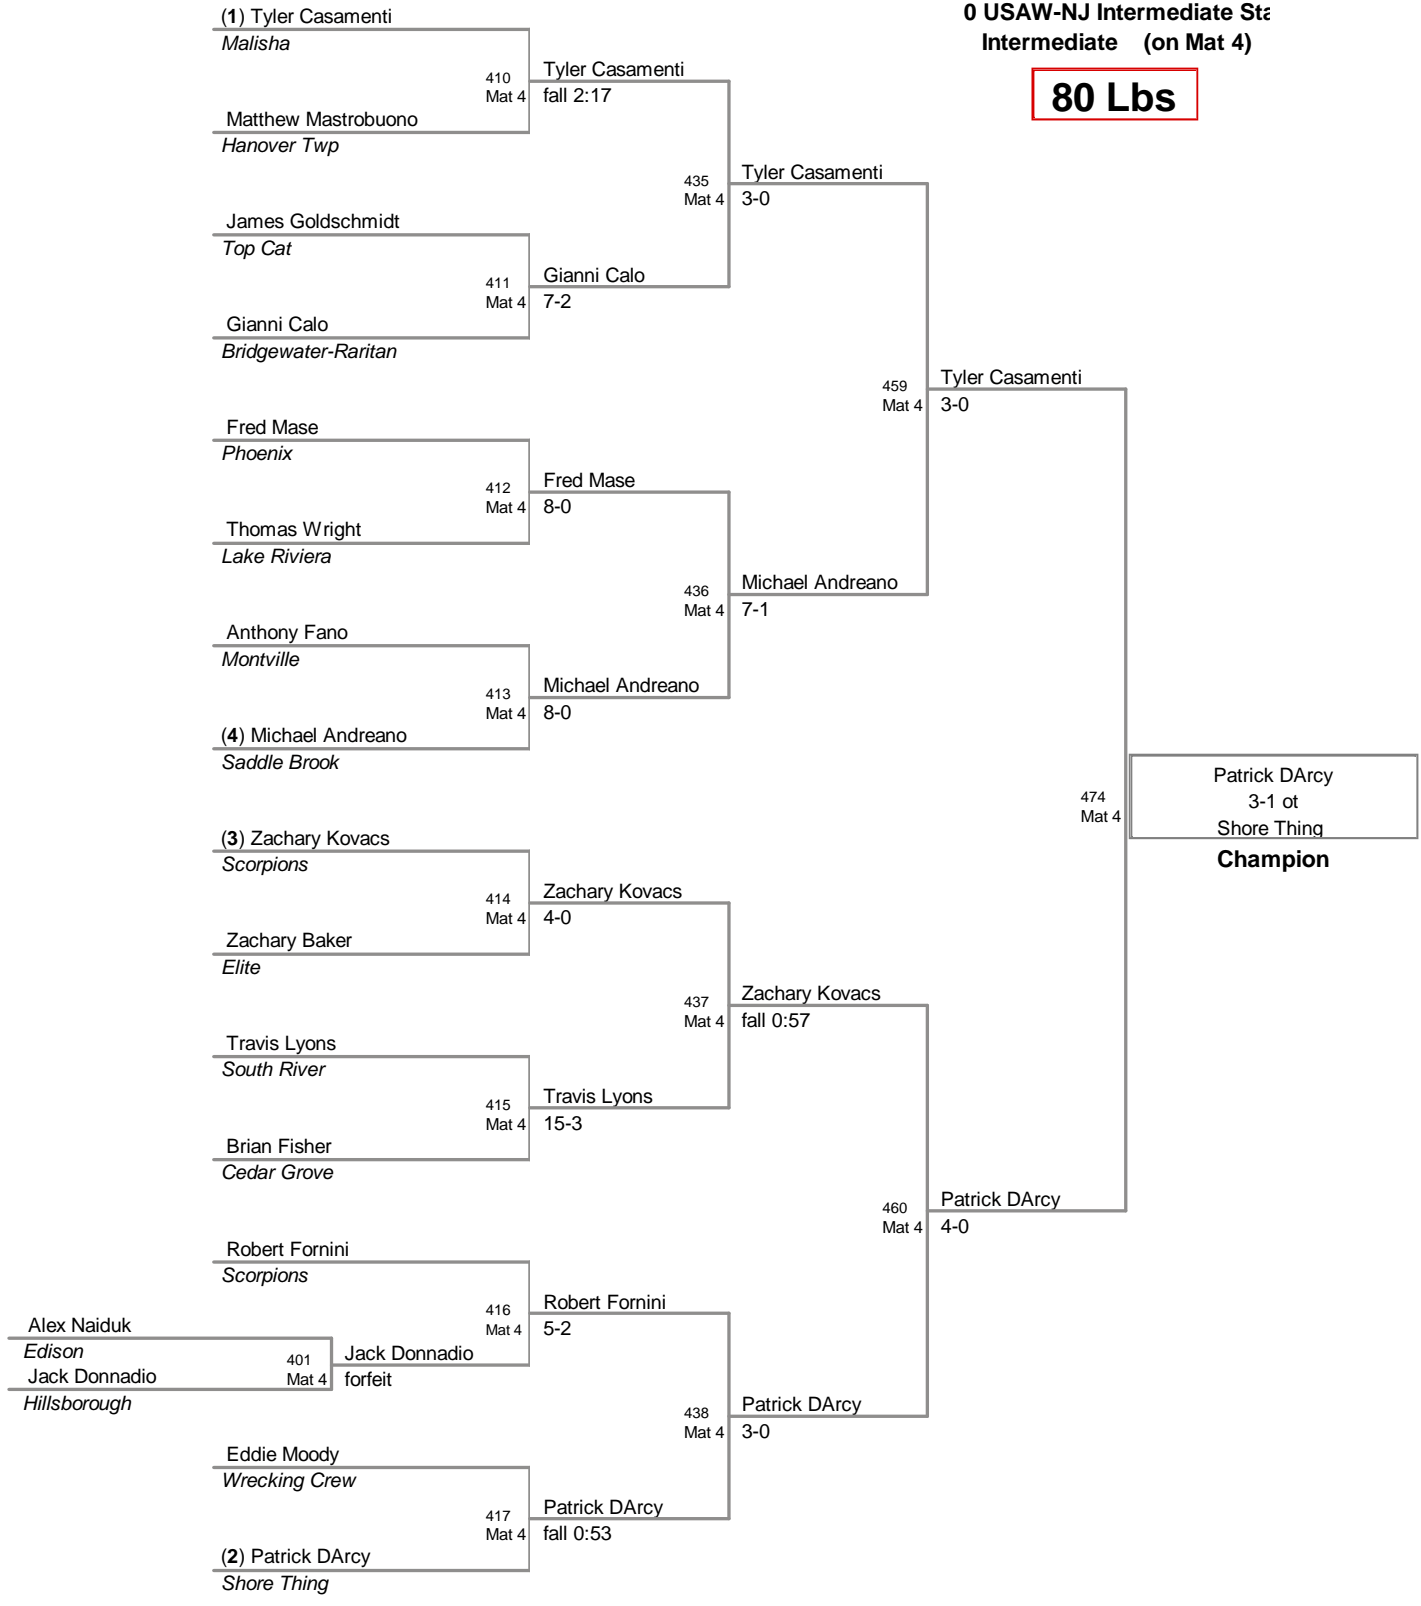 0 USAW-NJ Intermediate Sta
Intermediate (on Mat 4)
80 Lbs
(1) Tyler Casamenti
Malisha
410
Mat 4
Tyler Casamenti
fall 2:17
Matthew Mastrobuono
Hanover Twp
435
Mat 4
Tyler Casamenti
3-0
James Goldschmidt
Top Cat
411
Mat 4
Gianni Calo
7-2
Gianni Calo
Bridgewater-Raritan
459
Mat 4
Tyler Casamenti
3-0
Fred Mase
Phoenix
412
Mat 4
Fred Mase
8-0
Thomas Wright
Lake Riviera
436
Mat 4
Michael Andreano
7-1
Anthony Fano
Montville
413
Mat 4
Michael Andreano
8-0
(4) Michael Andreano
Saddle Brook
474
Mat 4
Patrick DArcy
3-1 ot
Shore Thing
Champion
(3) Zachary Kovacs
Scorpions
414
Mat 4
Zachary Kovacs
4-0
Zachary Baker
Elite
437
Mat 4
Zachary Kovacs
fall 0:57
Travis Lyons
South River
415
Mat 4
Travis Lyons
15-3
Brian Fisher
Cedar Grove
460
Mat 4
Patrick DArcy
4-0
Robert Fornini
Scorpions
416
Mat 4
Robert Fornini
5-2
Alex Naiduk
Edison
401
Mat 4
Jack Donnadio
forfeit
Jack Donnadio
Hillsborough
438
Mat 4
Patrick DArcy
3-0
Eddie Moody
Wrecking Crew
417
Mat 4
Patrick DArcy
fall 0:53
(2) Patrick DArcy
Shore Thing